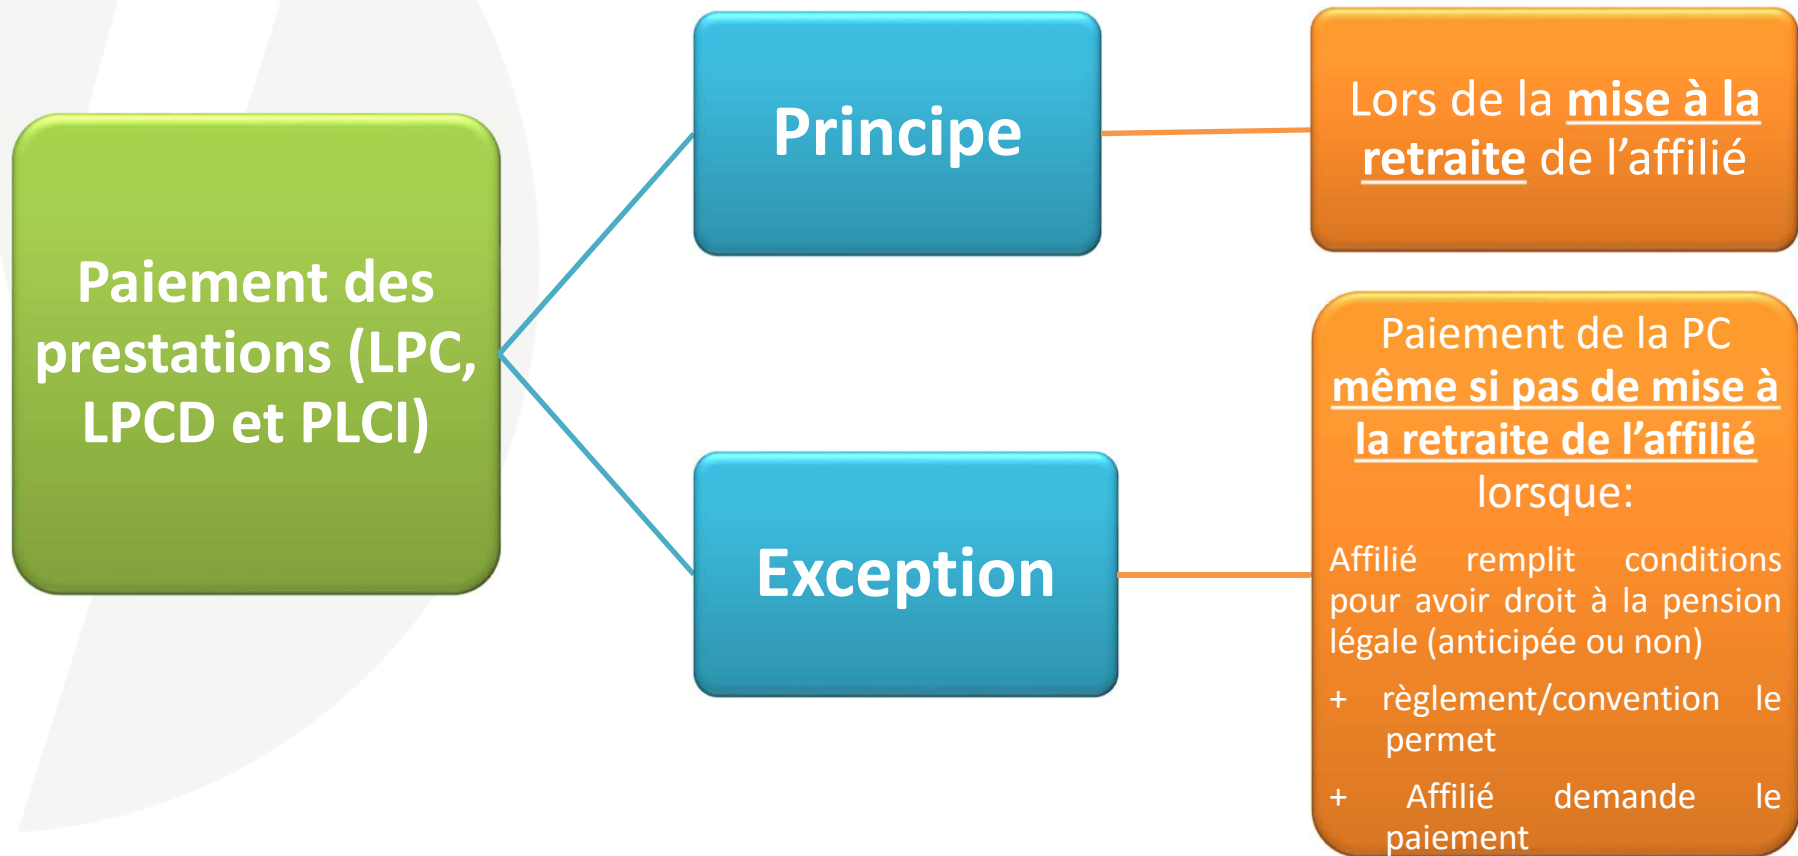 Paiement des
prestations (LPC,
LPCD et PLCI)
Principe
Lors de la mise à la
retraite de l’affilié
Exception
Paiement de la PC
même si pas de mise à
la retraite de l’affilié
lorsque:
Affilié remplit conditions
pour avoir droit à la pension
légale (anticipée ou non)
+ règlement/convention le
permet
+ Affilié demande le
paiement